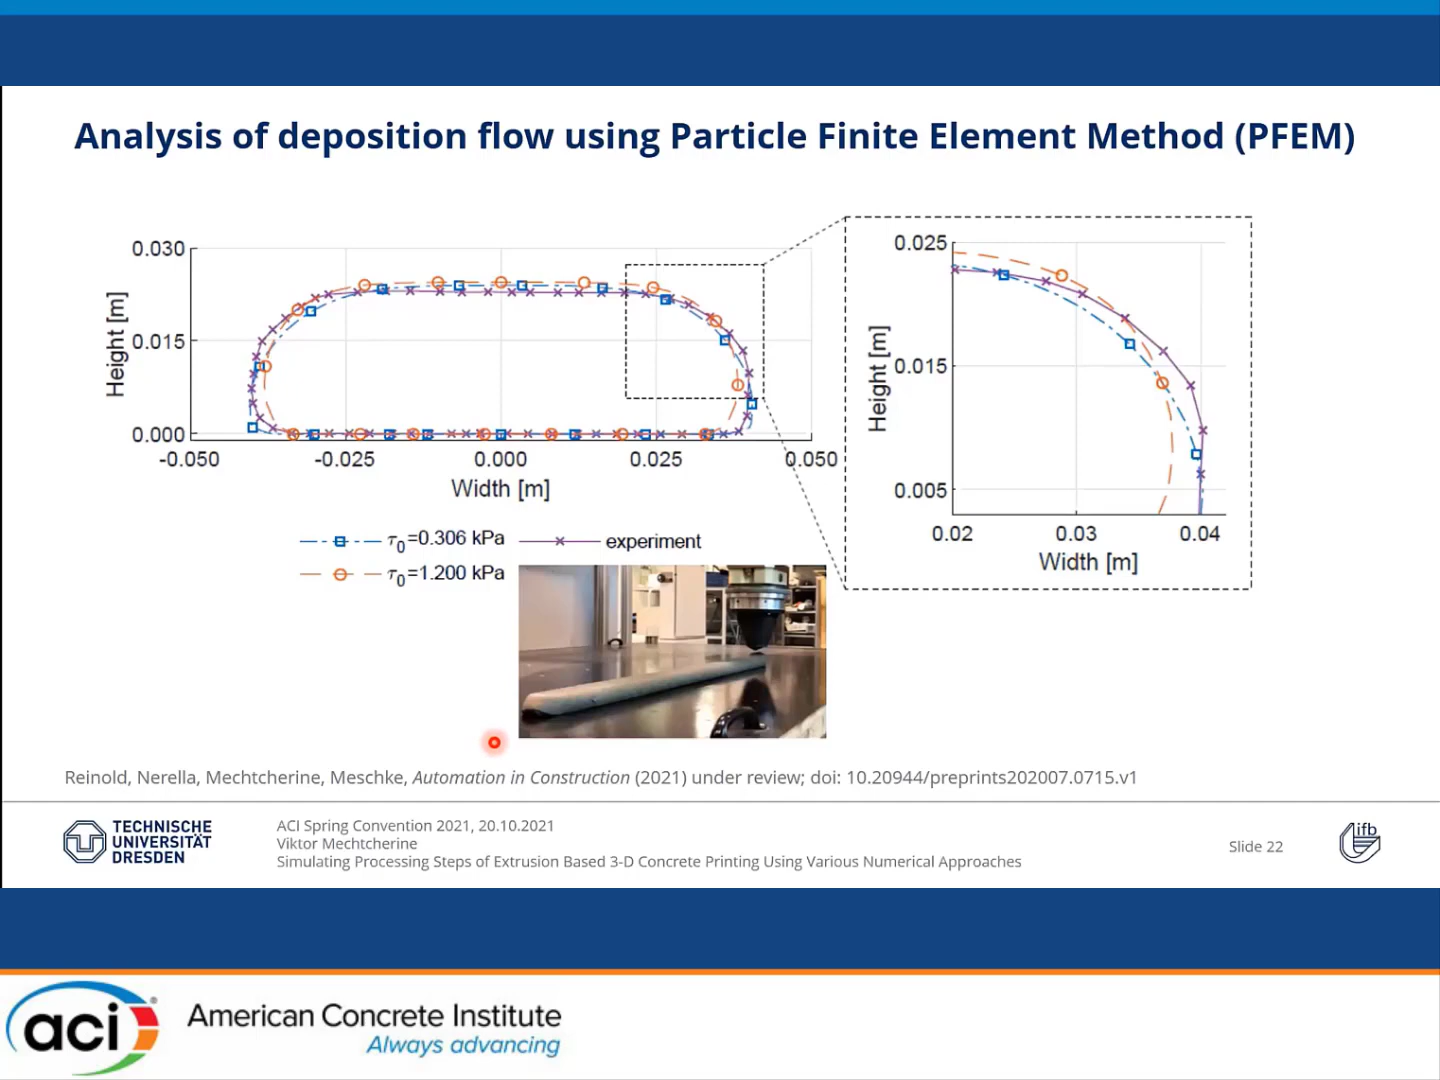 Analysis of deposition flow using Particle Finite Element Method (PFEM)
0.030
0.015
0.000
Height [m]
-0.050
-0.025
0.000
0.025
0.050
Width [m]
τ0=0.306 kPa
experiment
τ0=1.200 kPa
0.025
0.015
0.005
Height [m]
0.02
0.03
0.04
Width [m]
Reinold, Nerella, Mechtcherine, Meschke, Automation in Construction (2021) under review; doi: 10.20944/preprints202007.0715.v1
TECHNISCHE
UNIVERSITÄT
DRESDEN
ACI Spring Convention 2021, 20.10.2021
Viktor Mechtcherine
Simulating Processing Steps of Extrusion Based 3-D Concrete Printing Using Various Numerical Approaches
Slide 22
ifb
aci
®
American Concrete Institute
Always advancing